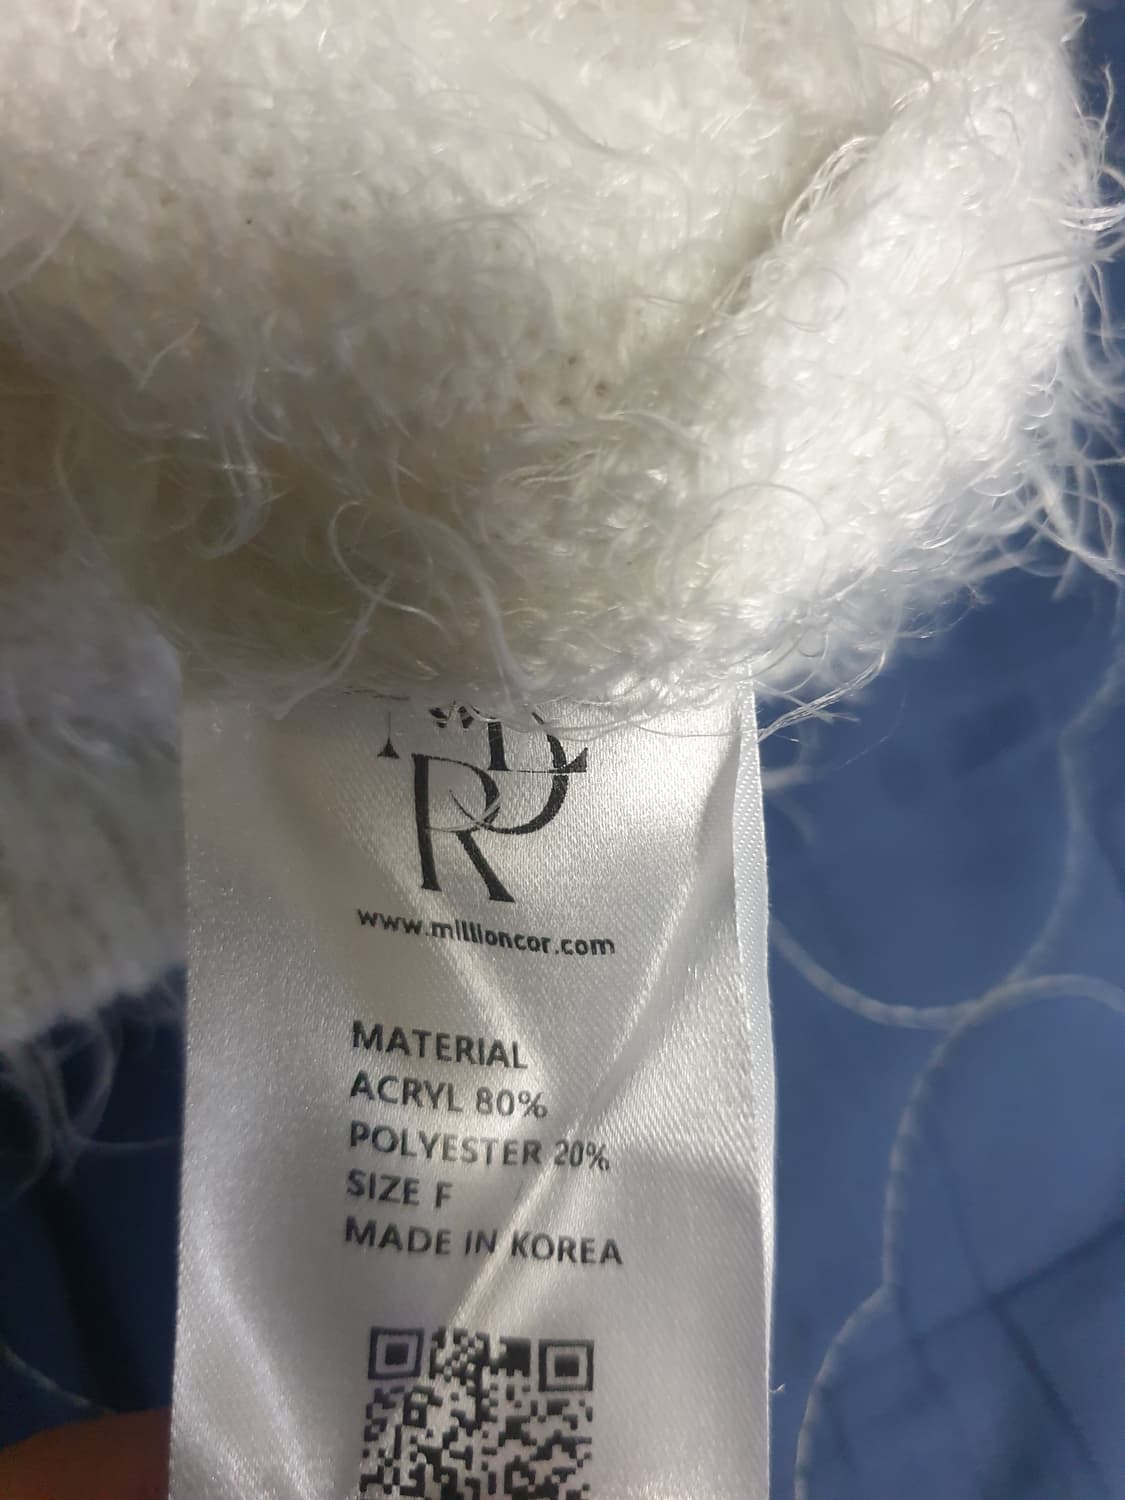 www.millioncor.com
MATERIAL
ACRYL 80%
POLYESTER 20%
SIZE F
MADE IN KOREA